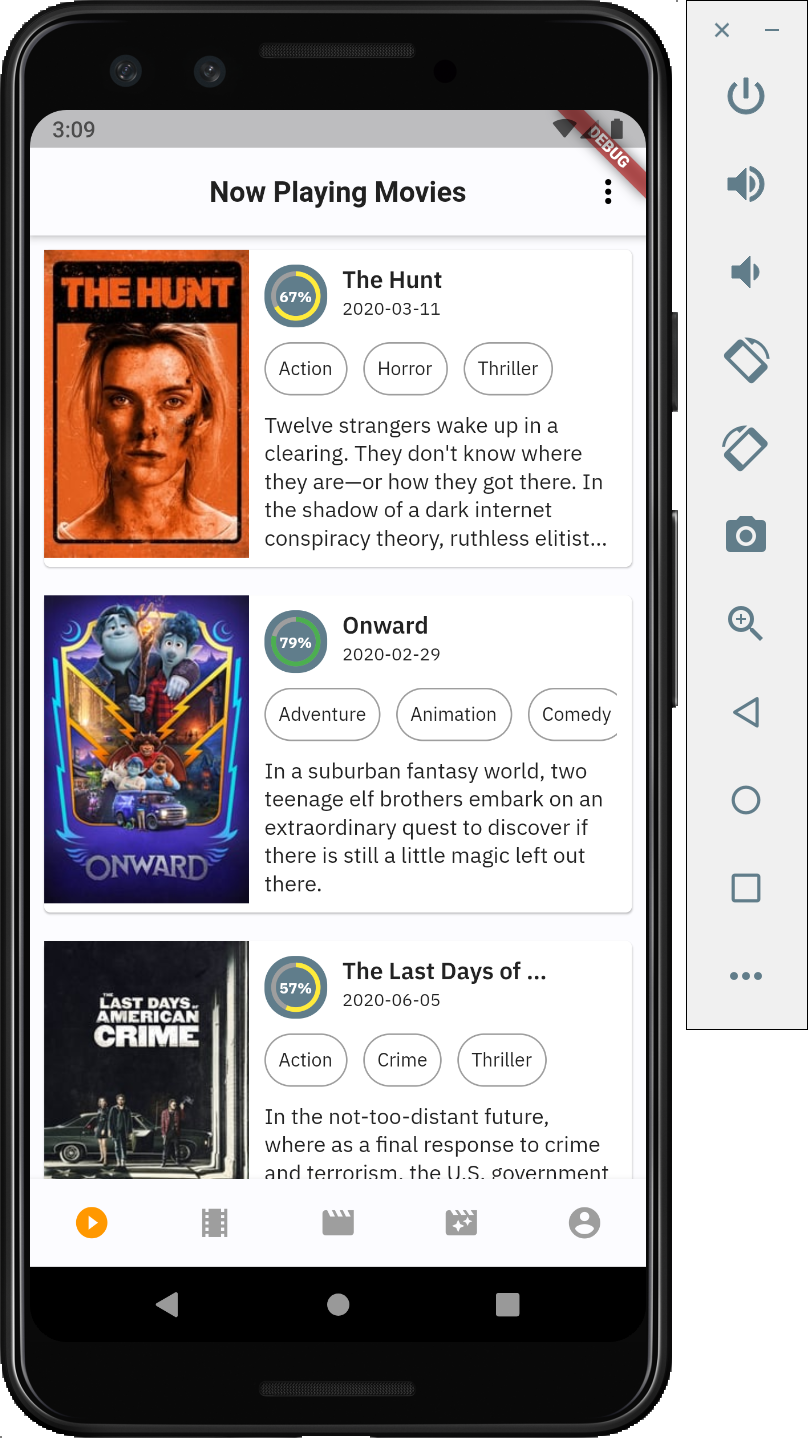 3:09
DEBUG
Now Playing Movies
THE HUNT
67%
The Hunt
2020-03-11
Action
Horror
Thriller
Twelve strangers wake up in a
clearing. They don't know where
they are—or how they got there. In
the shadow of a dark internet
conspiracy theory, ruthless elitist...
ONWARD
79%
Onward
2020-02-29
Adventure
Animation
Comedy
In a suburban fantasy world, two
teenage elf brothers embark on an
extraordinary quest to discover if
there is still a little magic left out
there.
THE
LAST DAYS OF
AMERICAN
CRIME
57%
The Last Days of ...
2020-06-05
Action
Crime
Thriller
In the not-too-distant future,
where as a final response to crime
and terrorism, the U.S. government